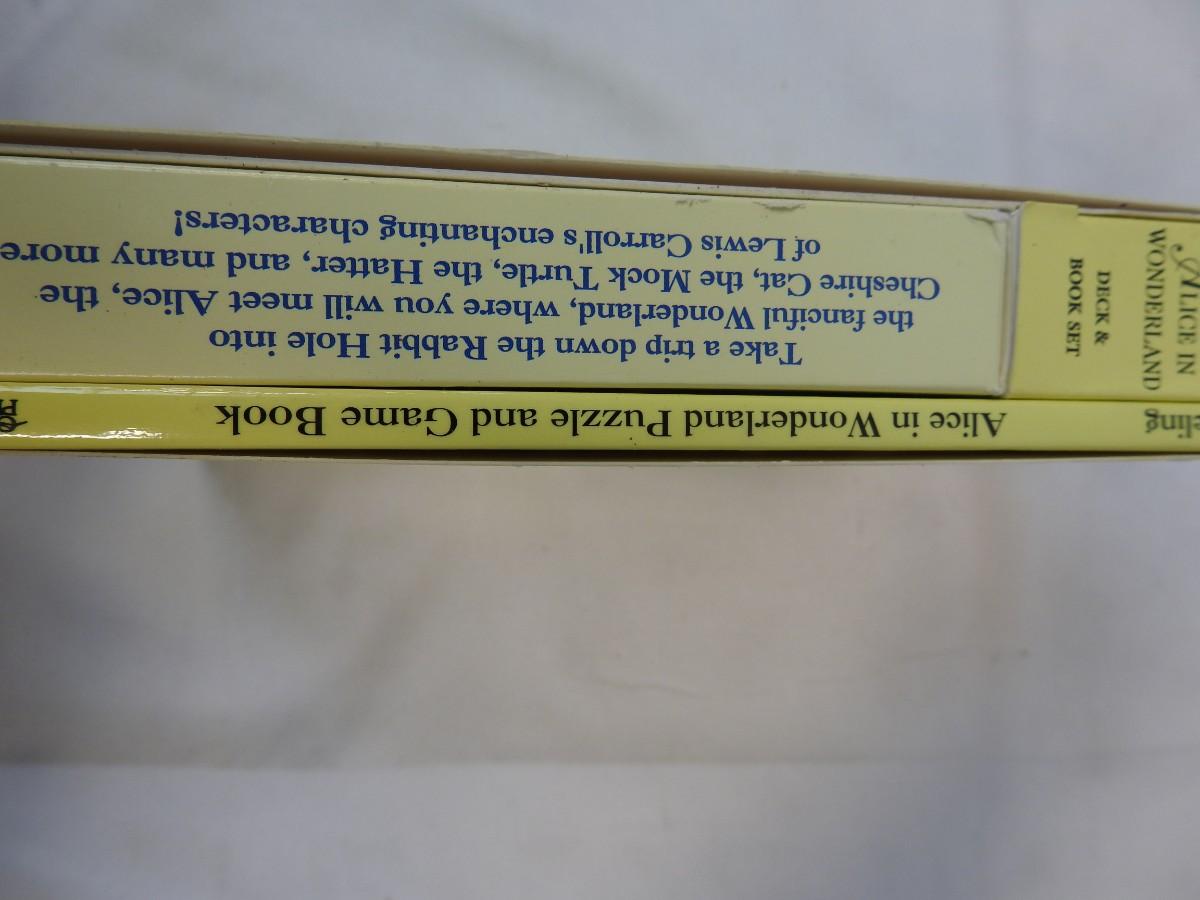 eling
Alice in Wonderland Puzzle and Game Book
Take a trip down the Rabbit Hole into
the fanciful Wonderland, where you will meet Alice, the
Cheshire Cat, the Mock Turtle, the Hatter, and many more
of Lewis Carroll's enchanting characters!
ALICE IN
WONDERLAND
DECK &
BOOK SET